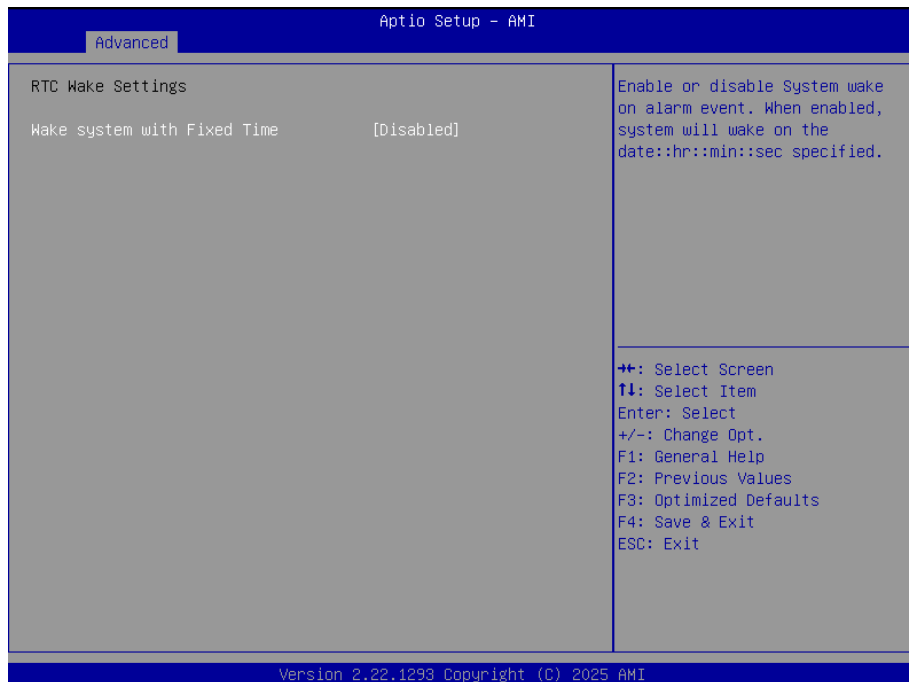 Aptio Setup – AMI
Advanced
RTC Wake Settings
Wake system with Fixed Time [Disabled]
Enable or disable System wake
on alarm event. When enabled,
system will wake on the
date::hr::min::sec specified.
→←: Select Screen
↑↓: Select Item
Enter: Select
+/-: Change Opt.
F1: General Help
F2: Previous Values
F3: Optimized Defaults
F4: Save & Exit
ESC: Exit
Version 2.22.1293 Copyright (C) 2025 AMI